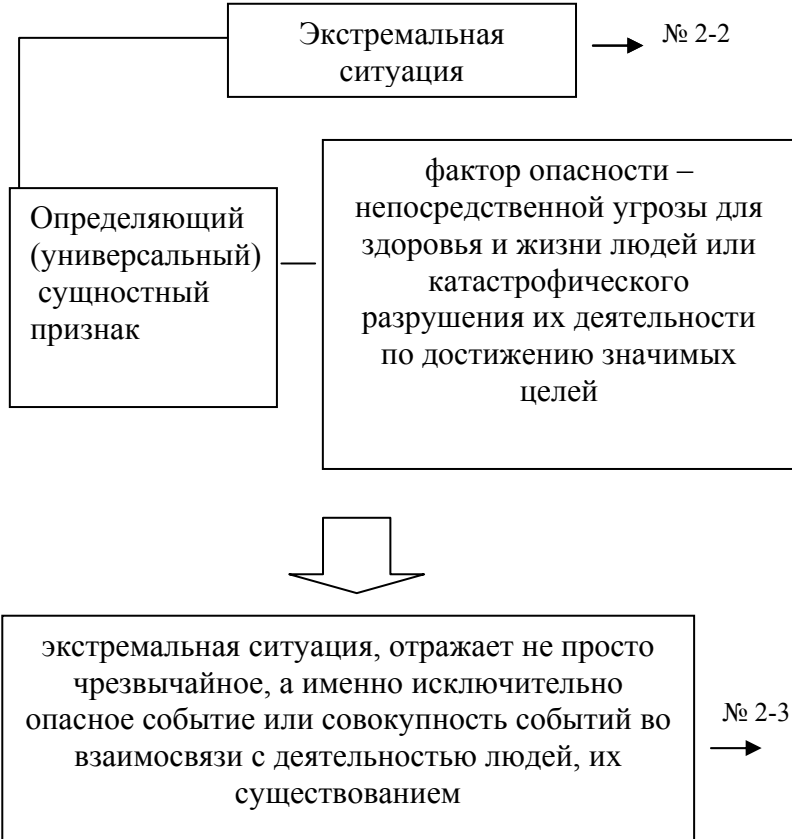 Экстремальная
ситуация
№ 2-2
Определяющий
(универсальный)
сущностный
признак
фактор опасности –
непосредственной угрозы для
здоровья и жизни людей или
катастрофического
разрушения их деятельности
по достижению значимых
целей
экстремальная ситуация, отражает не просто
чрезвычайное, а именно исключительно
опасное событие или совокупность событий во
взаимосвязи с деятельностью людей, их
существованием
№ 2-3